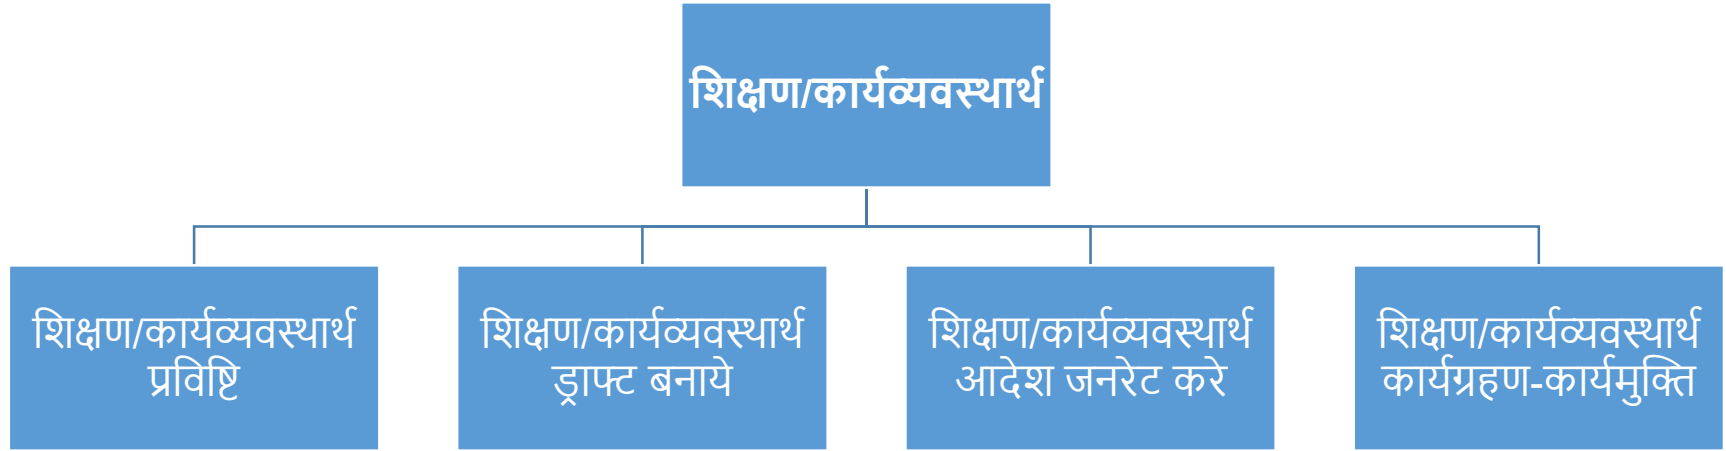 शिक्षण/कार्यव्यवस्थार्थ
शिक्षण/कार्यव्यवस्थार्थ
प्रविष्टि
शिक्षण/कार्यव्यवस्थार्थ
ड्राफ्ट बनाये
शिक्षण/कार्यव्यवस्थार्थ
आदेश जनरेट करे
शिक्षण/कार्यव्यवस्थार्थ
कार्यग्रहण-कार्यमुक्ति